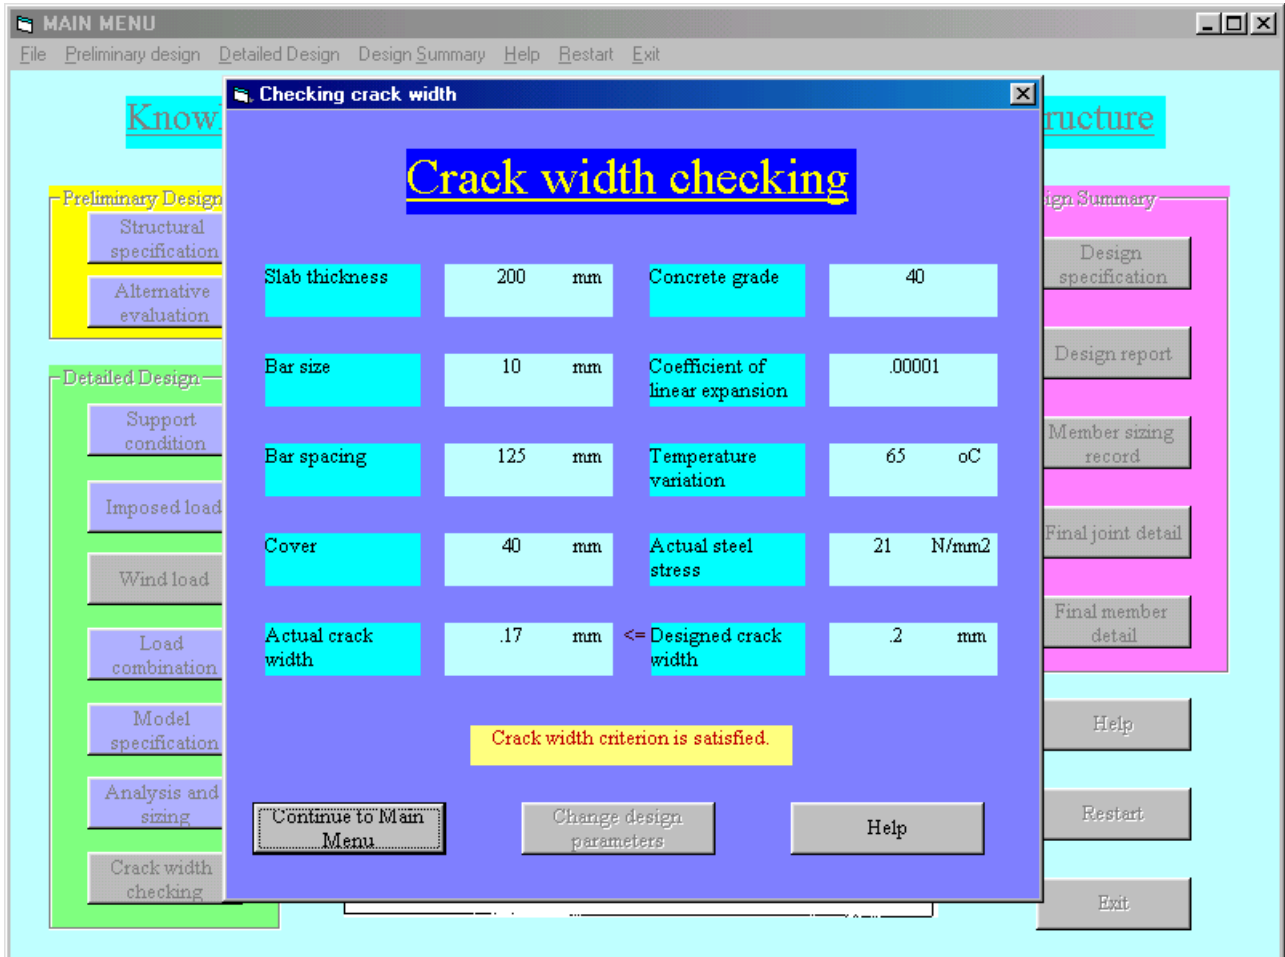 MAIN MENU
File Preliminary design Detailed Design Design Summary Help Restart Exit
Checking crack width
Crack width checking
Slab thickness 200 mm Concrete grade 40
Bar size 10 mm Coefficient of
linear expansion .00001
Bar spacing 125 mm Temperature
variation 65 oC
Cover 40 mm Actual steel
stress 21 N/mm2
Actual crack
width .17 mm <= Designed crack
width .2 mm
Crack width criterion is satisfied.
Continue to Main
Menu
Change design
parameters
Help
Preliminary Design
Structural
specification
Alternative
evaluation
Detailed Design
Support
condition
Imposed load
Wind load
Load
combination
Model
specification
Analysis and
sizing
Crack width
checking
Summary
Design
specification
Design report
Member sizing
record
Final joint detail
Final member
detail
Help
Restart
Exit